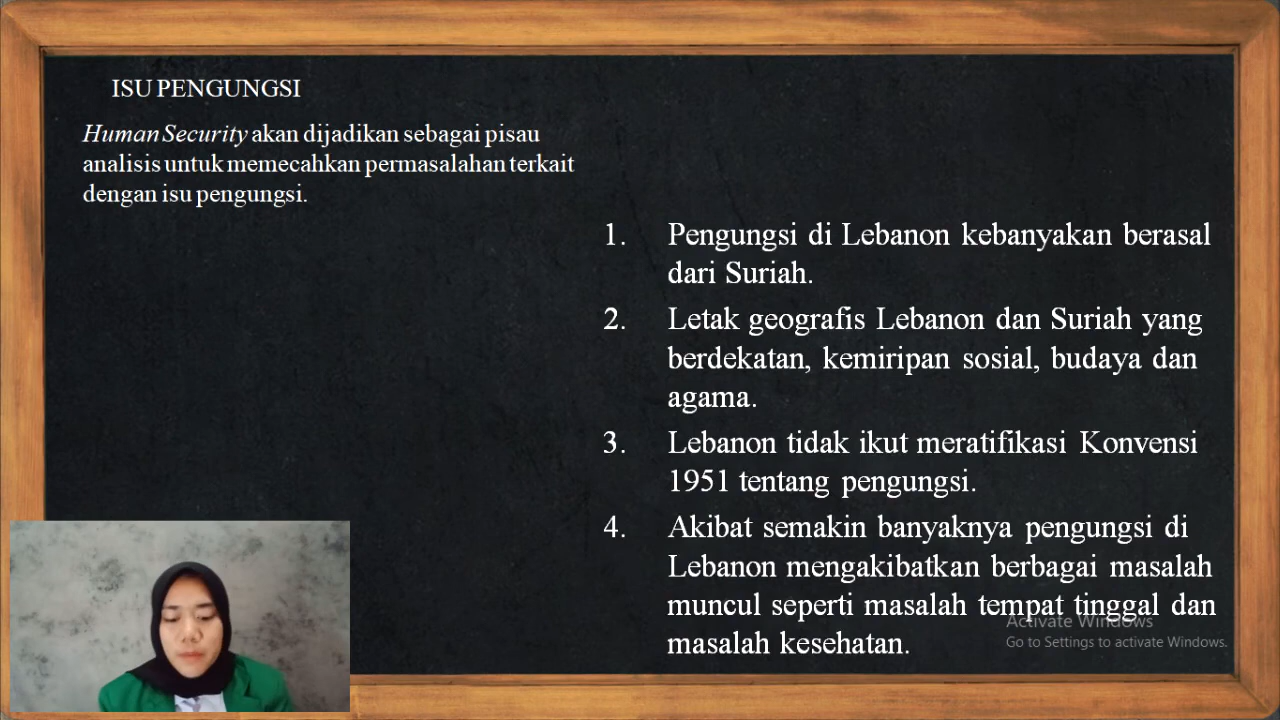 ISU PENGUNGSI
Human Security akan dijadikan sebagai pisau
analisis untuk memecahkan permasalahan terkait
dengan isu pengungsi.
1. Pengungsi di Lebanon kebanyakan berasal
dari Suriah.
2. Letak geografis Lebanon dan Suriah yang
berdekatan, kemiripan sosial, budaya dan
agama.
3. Lebanon tidak ikut meratifikasi Konvensi
1951 tentang pengungsi.
4. Akibat semakin banyaknya pengungsi di
Lebanon mengakibatkan berbagai masalah
muncul seperti masalah tempat tinggal dan
masalah kesehatan.
Activate Windows
Go to Settings to activate Windows.